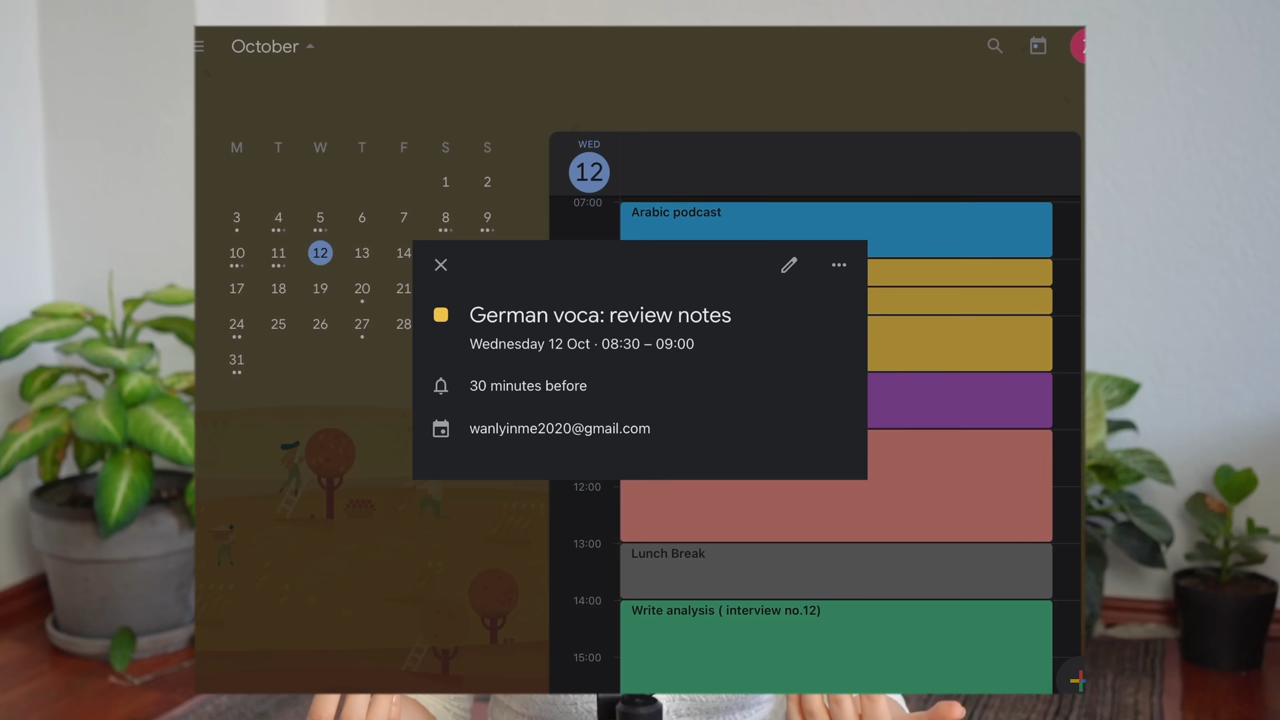 October
M T W T F S S
1 2
3 4 5 6 7 8 9
10 11 12 13 14
17 18 19 20 21
24 25 26 27 28
31
WED
12
07:00
Arabic podcast
German voca: review notes
Wednesday 12 Oct · 08:30 – 09:00
30 minutes before
wanlyinme2020@gmail.com
12:00
13:00
Lunch Break
14:00
Write analysis ( interview no.12)
15:00